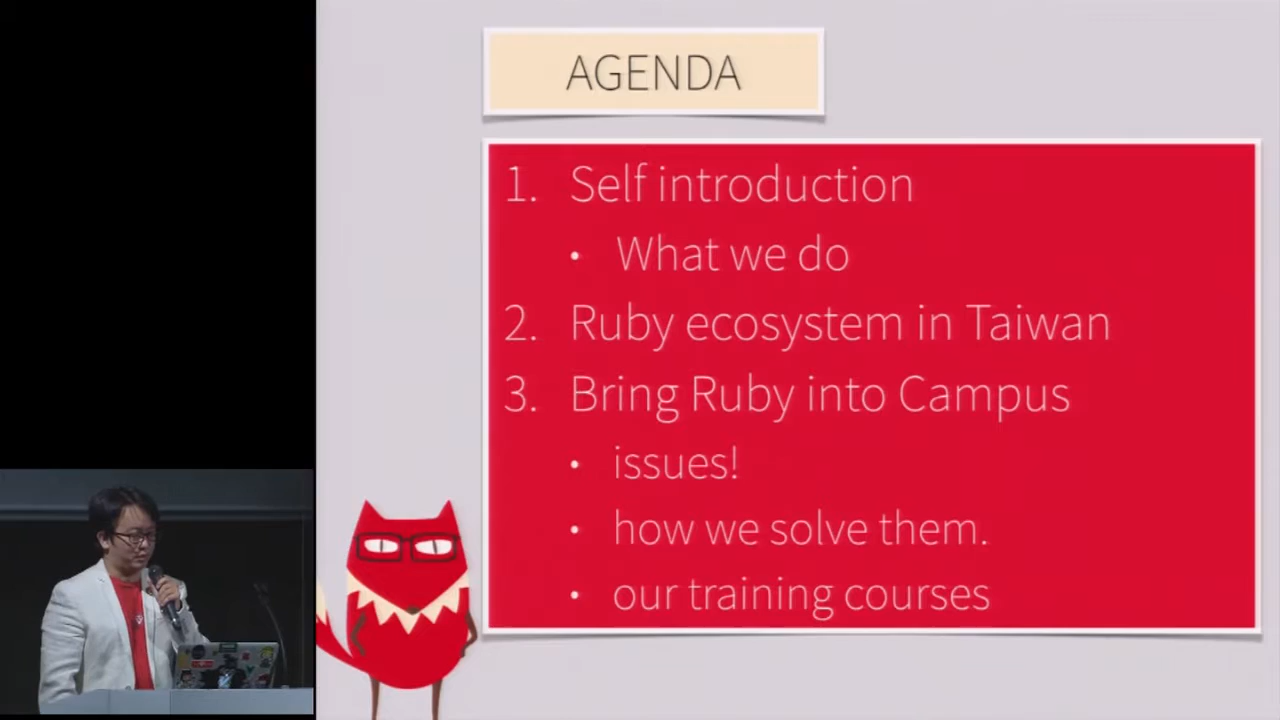 AGENDA
1. Self introduction
• What we do
2. Ruby ecosystem in Taiwan
3. Bring Ruby into Campus
• issues!
• how we solve them.
• our training courses